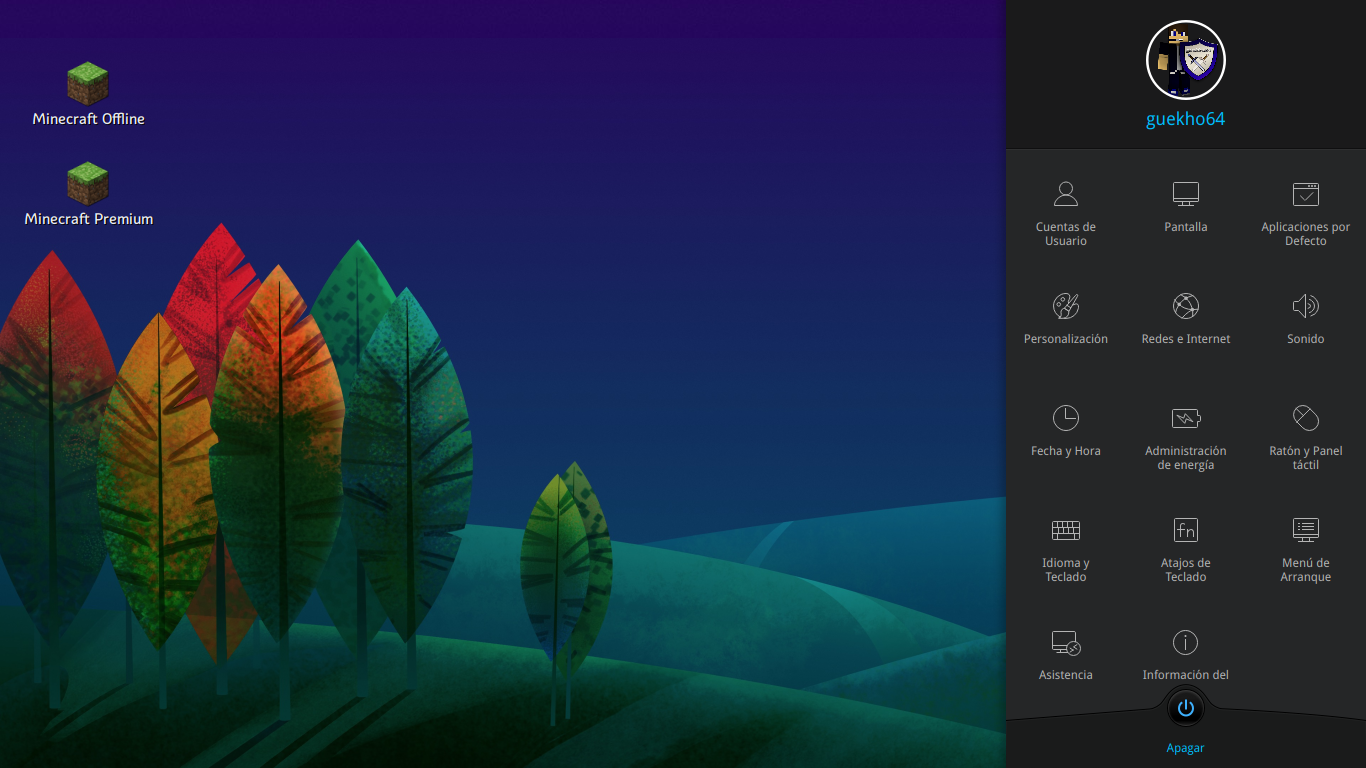 Minecraft Offline
Minecraft Premium
guekho64
Cuentas de
Usuario
Pantalla
Aplicaciones por
Defecto
Personalización
Redes e Internet
Sonido
Fecha y Hora
Administración
de energía
Ratón y Panel
táctil
fn
Idioma y
Teclado
Atajos de
Teclado
Menú de
Arranque
Asistencia
Información del
Apagar